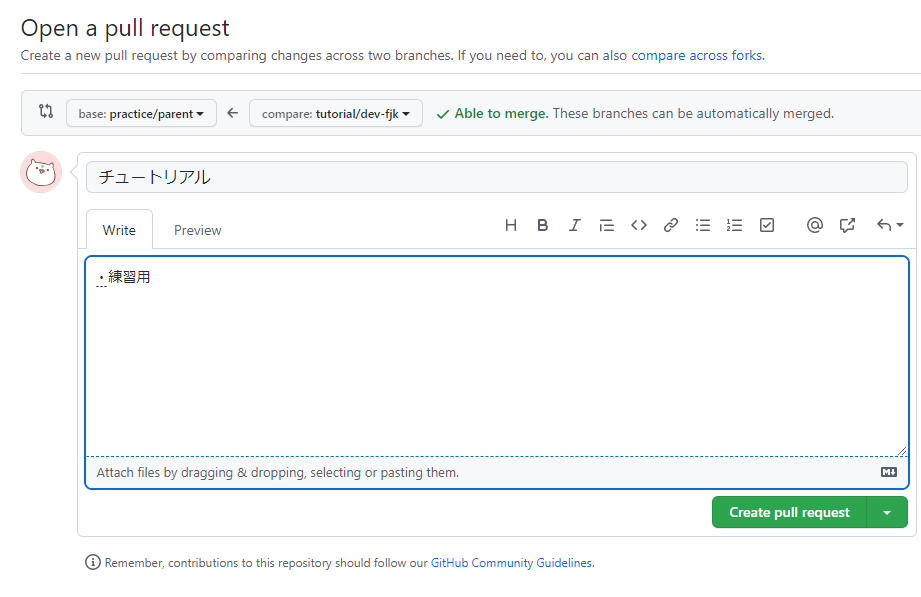 Open a pull request
Create a new pull request by comparing changes across two branches. If you need to, you can also compare across forks.
base: practice/parent ← compare: tutorial/dev-fjk ✓ Able to merge. These branches can be automatically merged.
チュートリアル
Write Preview H B I @
・練習用
Attach files by dragging & dropping, selecting or pasting them.
Create pull request
Remember, contributions to this repository should follow our GitHub Community Guidelines.